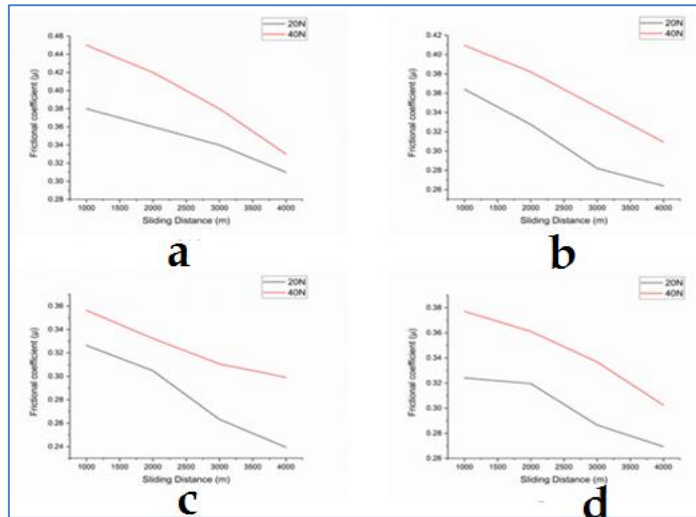 20N
40N
Frictional coefficient (μ)
0.46
0.44
0.42
0.40
0.38
0.36
0.34
0.32
0.30
0.28
1000 1500 2000 2500 3000 3500 4000
Sliding Distance (m)
a
20N
40N
Frictional coefficient (μ)
0.42
0.40
0.38
0.36
0.34
0.32
0.30
0.28
0.26
1000 1500 2000 2500 3000 3500 4000
Sliding Distance (m)
b
20N
40N
Frictional coefficient (μ)
0.36
0.34
0.32
0.30
0.28
0.26
0.24
1000 1500 2000 2500 3000 3500 4000
Sliding Distance (m)
c
20N
40N
Frictional coefficient (μ)
0.38
0.36
0.34
0.32
0.30
0.28
0.26
1000 1500 2000 2500 3000 3500 4000
Sliding Distance (m)
d